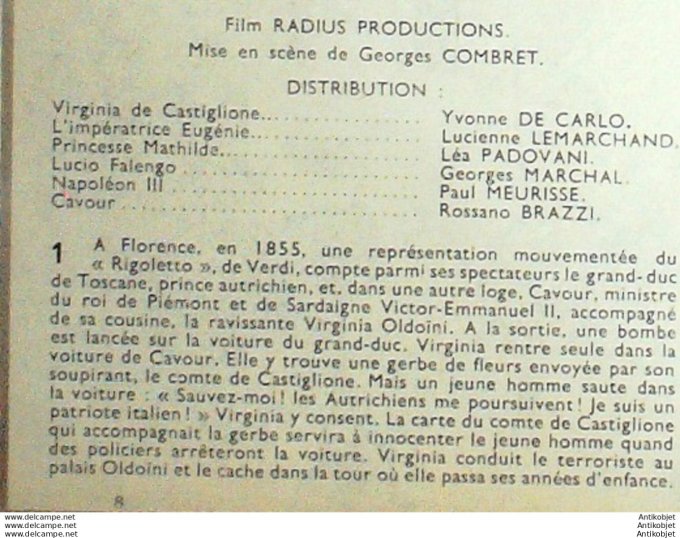 Film RADIUS PRODUCTIONS.
Mise en scène de Georges COMBRET.
DISTRIBUTION :
Virginia de Castiglione.................... Yvonne DE CARLO.
L'impératrice Eugénie..................... Lucienne LEMARCHAND.
Princesse Mathilde........................ Léa PADOVANI.
Lucio Falengo ........................... Georges MARCHAL.
Napoléon III ............................ Paul MEURISSE.
Cavour ................................. Rossano BRAZZI.
1 A Florence, en 1855, une représentation mouvementée du
« Rigoletto », de Verdi, compte parmi ses spectateurs le grand-duc
de Toscane, prince autrichien, et, dans une autre loge, Cavour, ministre
du roi de Piémont et de Sardaigne Victor-Emmanuel II, accompagné
de sa cousine, la ravissante Virginia Oldoïni. A la sortie, une bombe
est lancée sur la voiture du grand-duc. Virginia rentre seule dans la
voiture de Cavour. Elle y trouve une gerbe de fleurs envoyée par son
soupirant, le comte de Castiglione. Mais un jeune homme saute dans
la voiture : « Sauvez-moi! les Autrichiens me poursuivent! Je suis un
patriote italien! » Virginia y consent. La carte du comte de Castiglione
qui accompagnait la gerbe servira à innocenter le jeune homme quand
des policiers arrêteront la voiture. Virginia conduit le terroriste au
palais Oldoïni et le cache dans la tour où elle passa ses années d'enfance.
8
www.antikobjet.net
www.antikobjet.net
www.antikobjet.net
Antikobjet
Antikobjet
Antikobjet